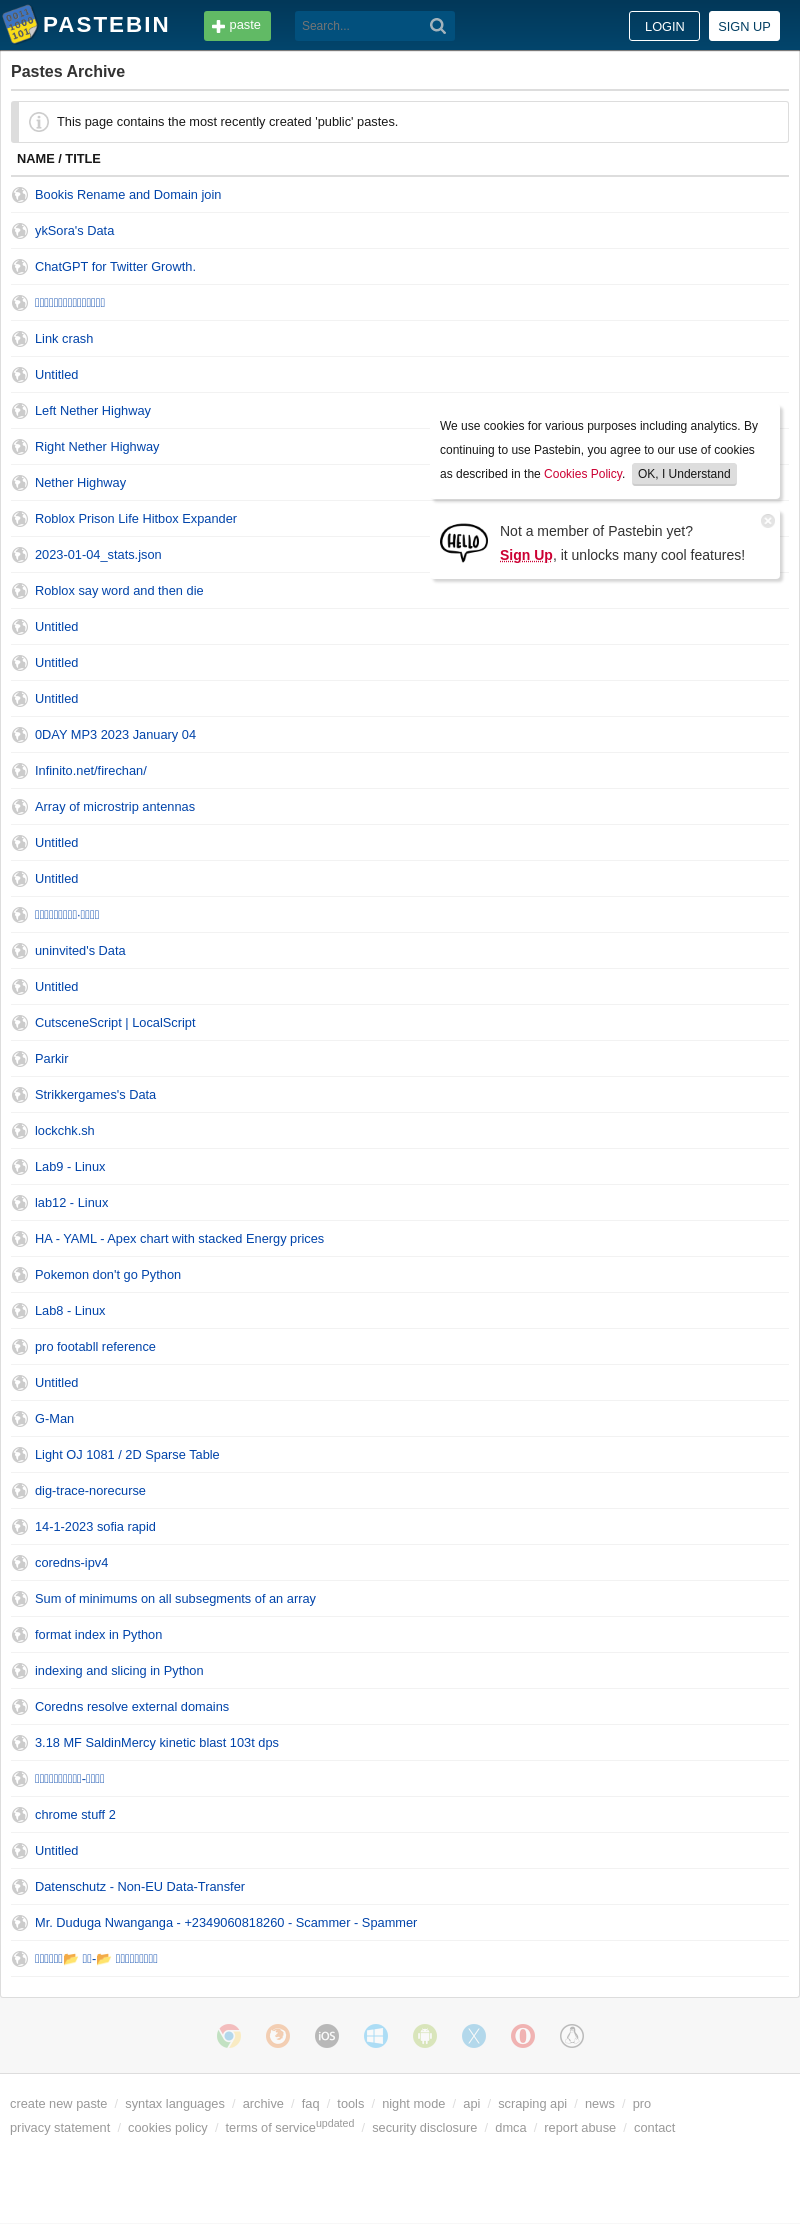 PASTEBIN
paste
Search...
LOGIN
SIGN UP
Pastes Archive
This page contains the most recently created 'public' pastes.
NAME / TITLE
Bookis Rename and Domain join
ykSora's Data
ChatGPT for Twitter Growth.
Link crash
Untitled
Left Nether Highway
Right Nether Highway
Nether Highway
Roblox Prison Life Hitbox Expander
2023-01-04_stats.json
Roblox say word and then die
We use cookies for various purposes including analytics. By
continuing to use Pastebin, you agree to our use of cookies
as described in the Cookies Policy. OK, I Understand
HELLO
Not a member of Pastebin yet?
Sign Up, it unlocks many cool features!
Untitled
Untitled
Untitled
0DAY MP3 2023 January 04
Infinito.net/firechan/
Array of microstrip antennas
Untitled
Untitled
uninvited's Data
Untitled
CutsceneScript | LocalScript
Parkir
Strikkergames's Data
lockchk.sh
Lab9 - Linux
lab12 - Linux
HA - YAML - Apex chart with stacked Energy prices
Pokemon don't go Python
Lab8 - Linux
pro footabll reference
Untitled
G-Man
Light OJ 1081 / 2D Sparse Table
dig-trace-norecurse
14-1-2023 sofia rapid
coredns-ipv4
Sum of minimums on all subsegments of an array
format index in Python
indexing and slicing in Python
Coredns resolve external domains
3.18 MF SaldinMercy kinetic blast 103t dps
chrome stuff 2
Untitled
Datenschutz - Non-EU Data-Transfer
Mr. Duduga Nwanganga - +2349060818260 - Scammer - Spammer
iOS
create new paste / syntax languages / archive / faq / tools / night mode / api / scraping api / news / pro
privacy statement / cookies policy / terms of serviceupdated / security disclosure / dmca / report abuse / contact